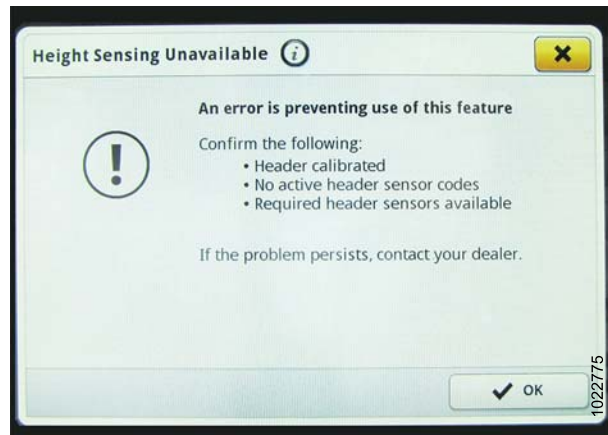 Height Sensing Unavailable i
An error is preventing use of this feature
!
Confirm the following:
• Header calibrated
• No active header sensor codes
• Required header sensors available
If the problem persists, contact your dealer.
OK
1022775